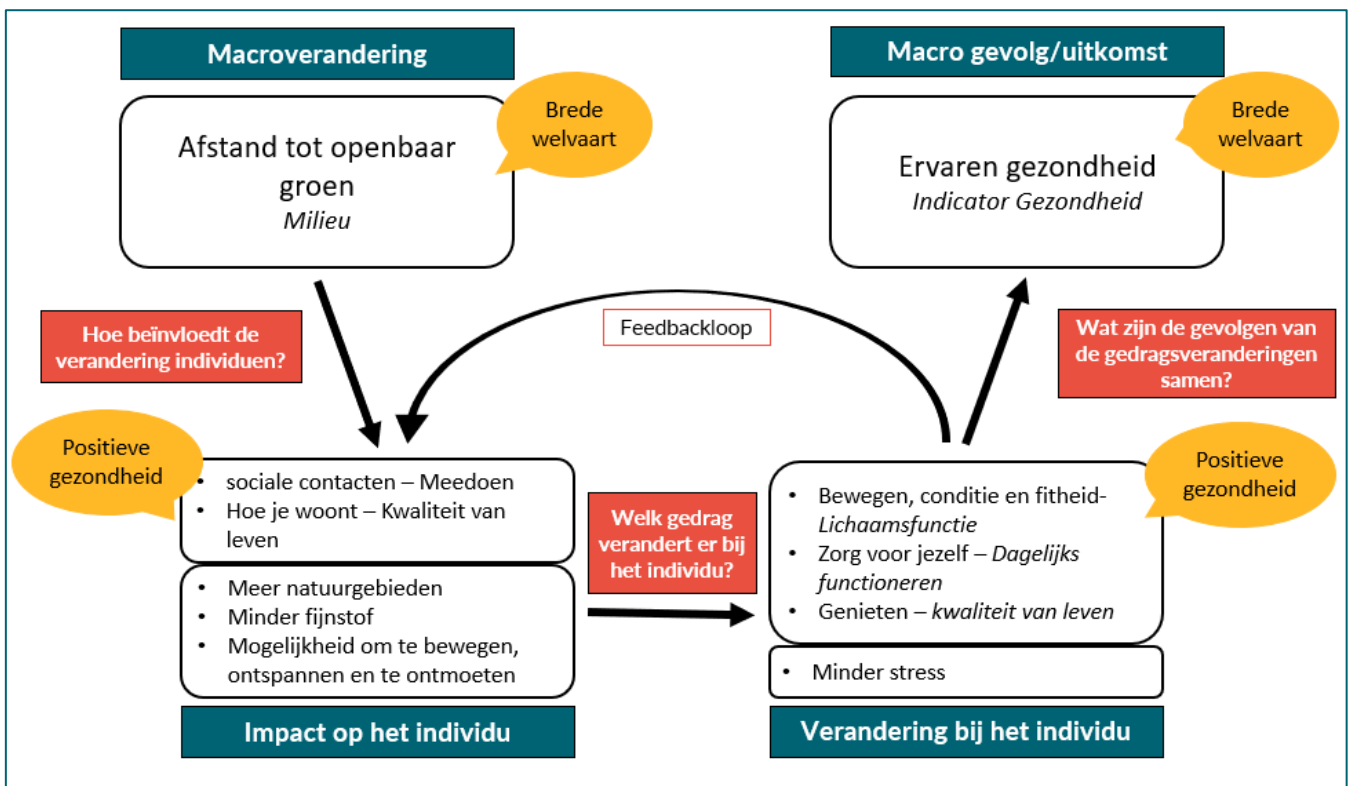 Macroverandering
Afstand tot openbaar
groen
Milieu
Brede
welvaart
Macro gevolg/uitkomst
Ervaren gezondheid
Indicator Gezondheid
Brede
welvaart
Hoe beïnvloedt de
verandering individuen?
Feedbackloop
Wat zijn de gevolgen van
de gedragsveranderingen
samen?
Positieve
gezondheid
• sociale contacten – Meedoen
• Hoe je woont – Kwaliteit van
leven
• Meer natuurgebieden
• Minder fijnstof
• Mogelijkheid om te bewegen,
ontspannen en te ontmoeten
Impact op het individu
Welk gedrag
verandert er bij
het individu?
Positieve
gezondheid
• Bewegen, conditie en fitheid-
Lichaamsfunctie
• Zorg voor jezelf – Dagelijks
functioneren
• Genieten – kwaliteit van leven
• Minder stress
Verandering bij het individu